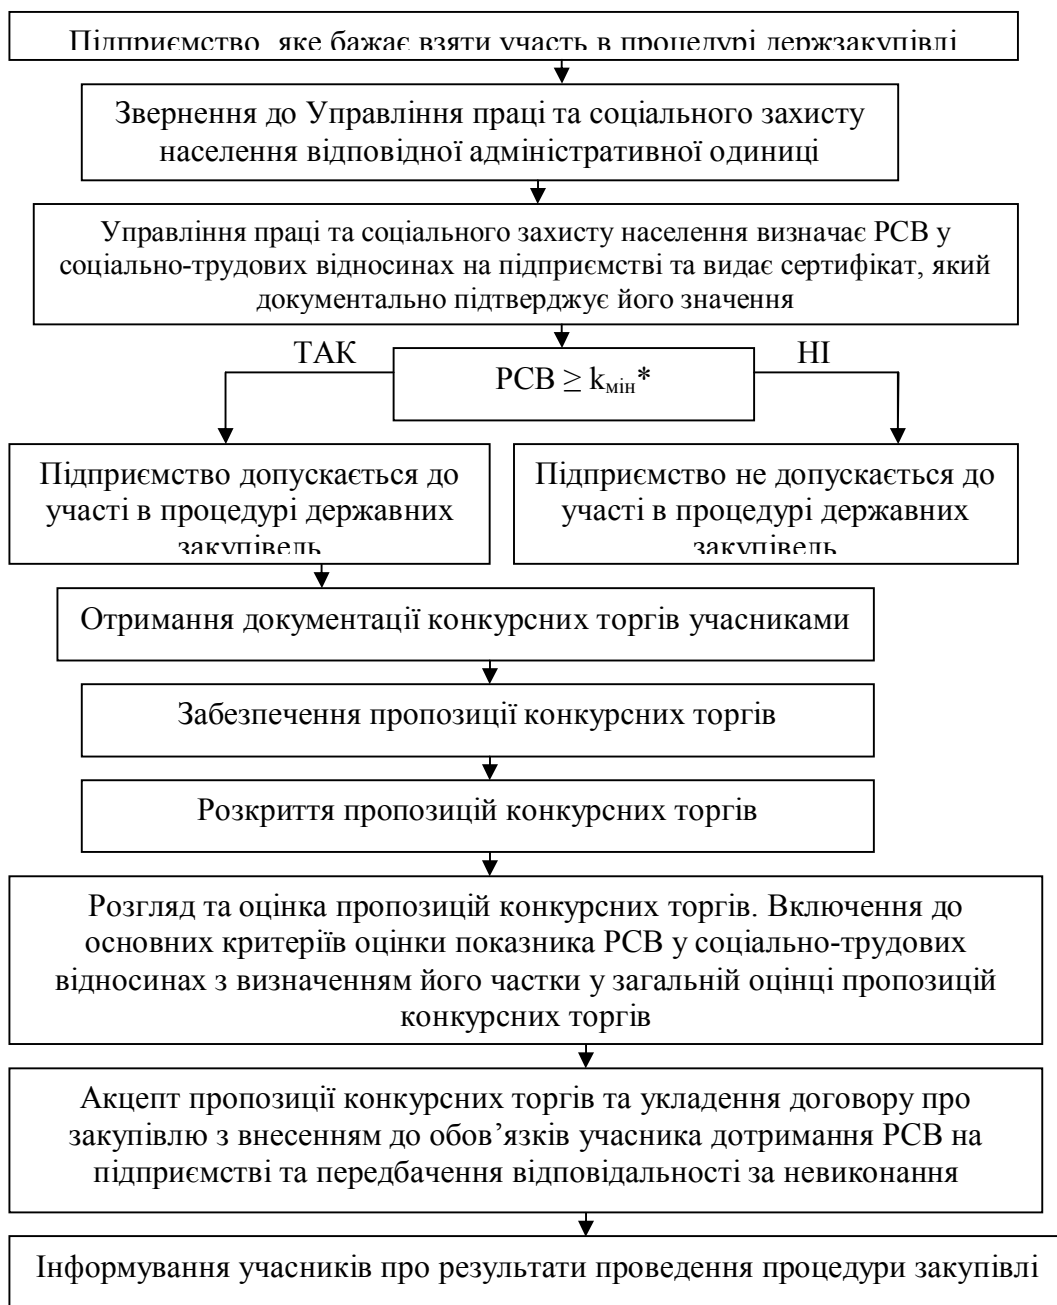 Підприємство, яке бажає взяти участь в процедурі держзакупівлі
Звернення до Управління праці та соціального захисту
населення відповідної адміністративної одиниці
Управління праці та соціального захисту населення визначає РСВ у
соціально-трудових відносинах на підприємстві та видає сертифікат, який
документально підтверджує його значення
ТАК
НІ
РСВ ≥ kмін*
Підприємство допускається до
участі в процедурі державних
закупівель
Підприємство не допускається до
участі в процедурі державних
закупівель
Отримання документації конкурсних торгів учасниками
Забезпечення пропозиції конкурсних торгів
Розкриття пропозицій конкурсних торгів
Розгляд та оцінка пропозицій конкурсних торгів. Включення до
основних критеріїв оцінки показника РСВ у соціально-трудових
відносинах з визначенням його частки у загальній оцінці пропозицій
конкурсних торгів
Акцепт пропозиції конкурсних торгів та укладення договору про
закупівлю з внесенням до обов’язків учасника дотримання РСВ на
підприємстві та передбачення відповідальності за невиконання
Інформування учасників про результати проведення процедури закупівлі